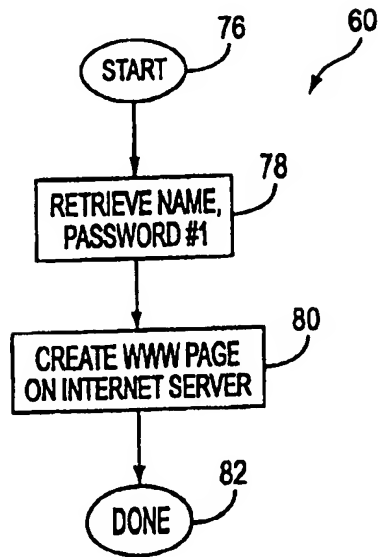 76
60
START
78
RETRIEVE NAME,
PASSWORD #1
80
CREATE WWW PAGE
ON INTERNET SERVER
82
DONE